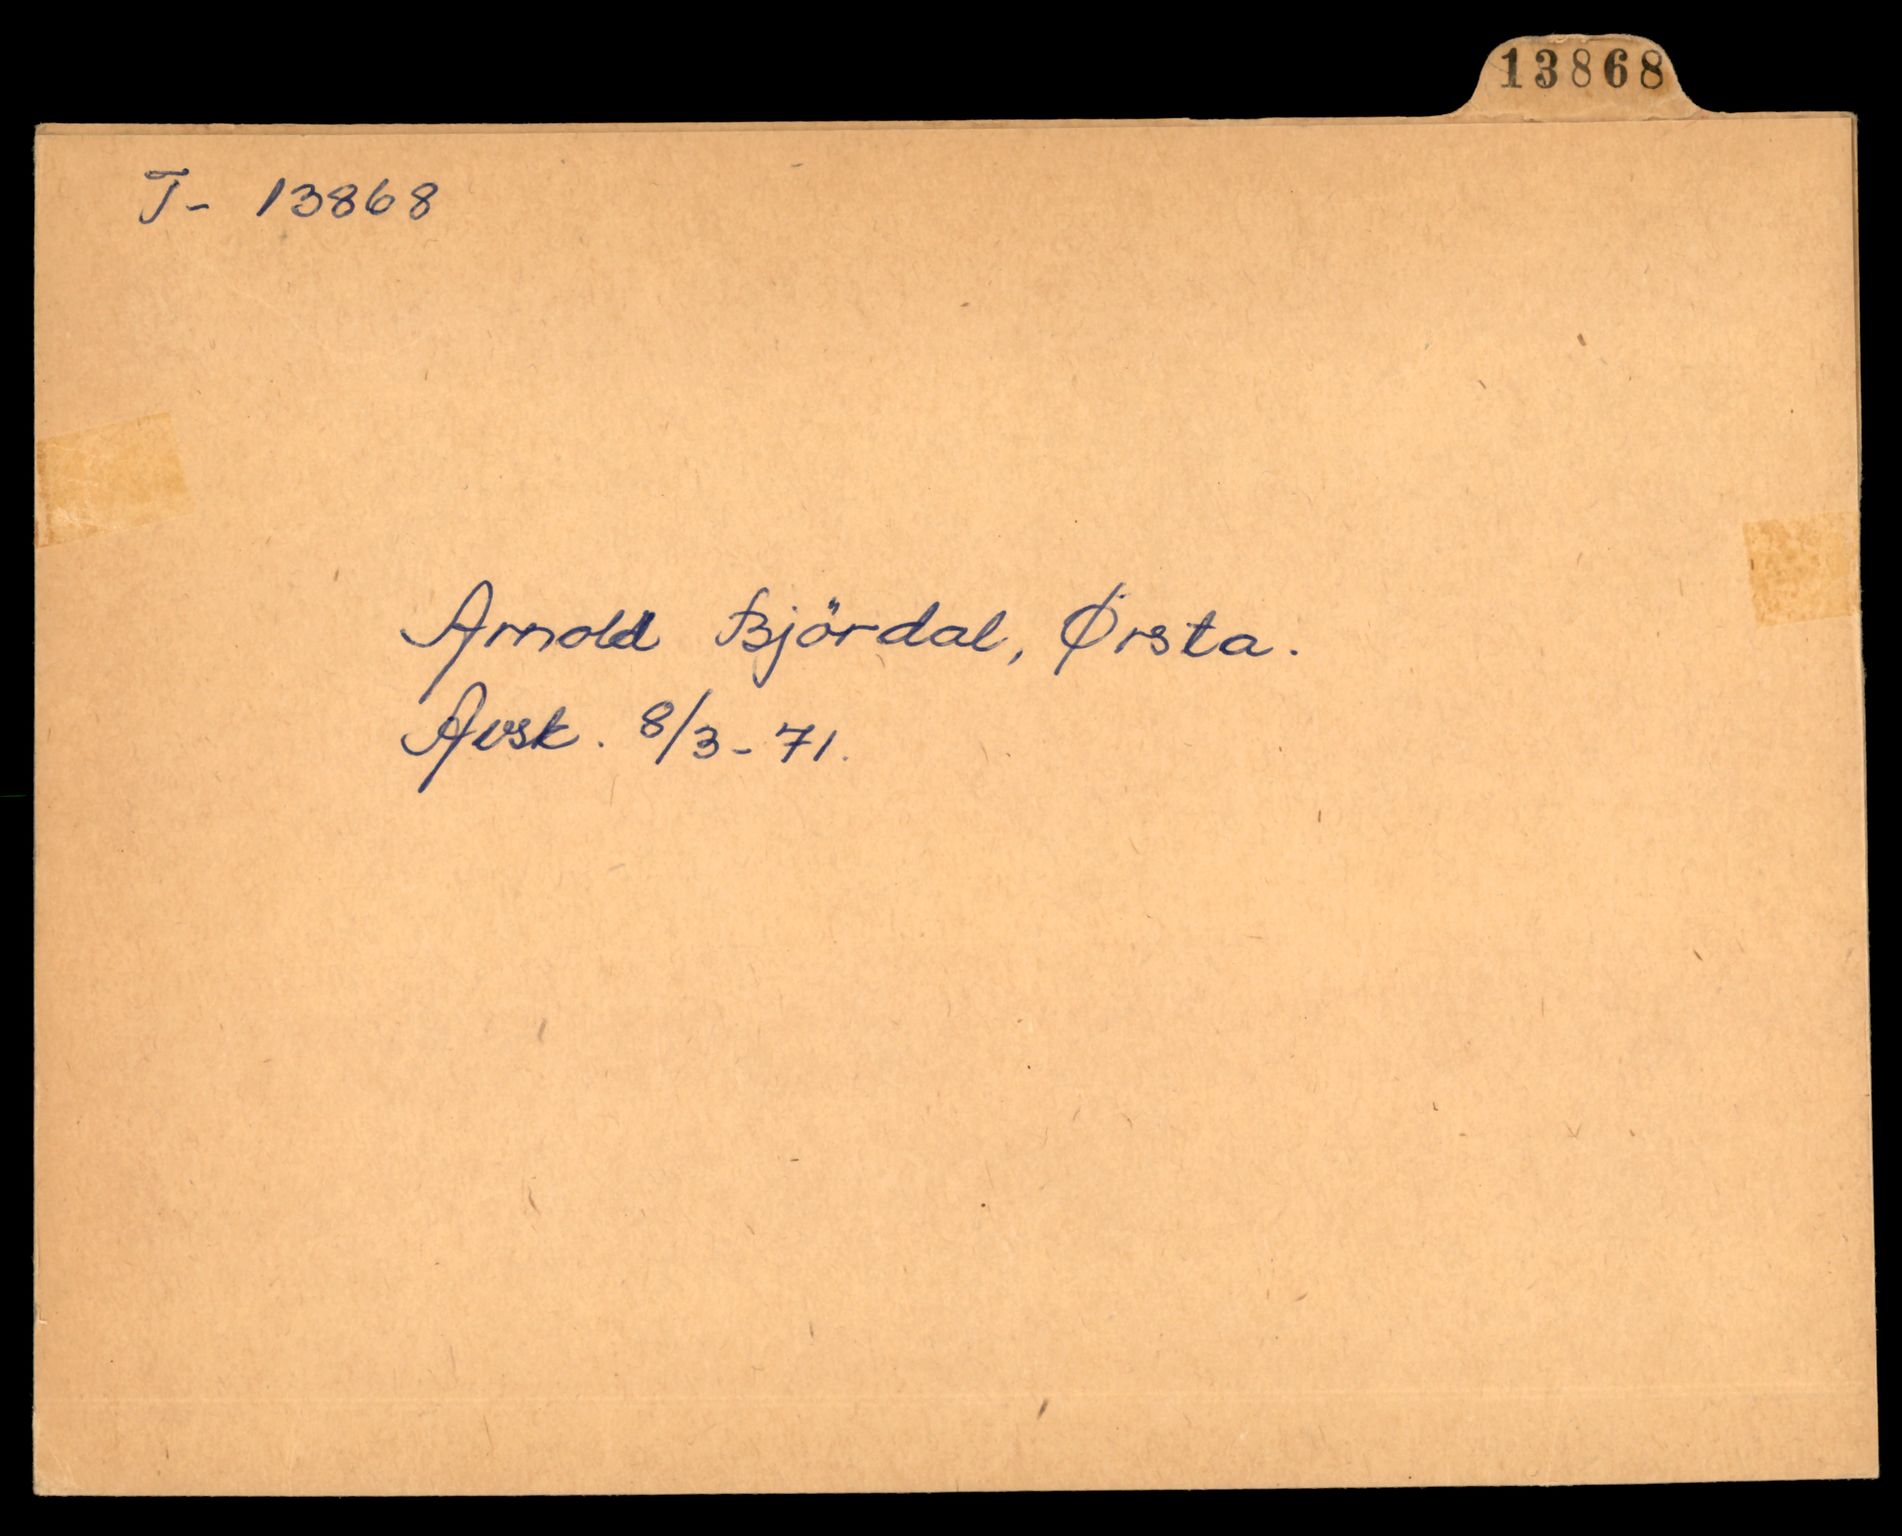 13868
T- 13868
Arnold Björdal, Ørsta.
Avsk. 8/3-71.